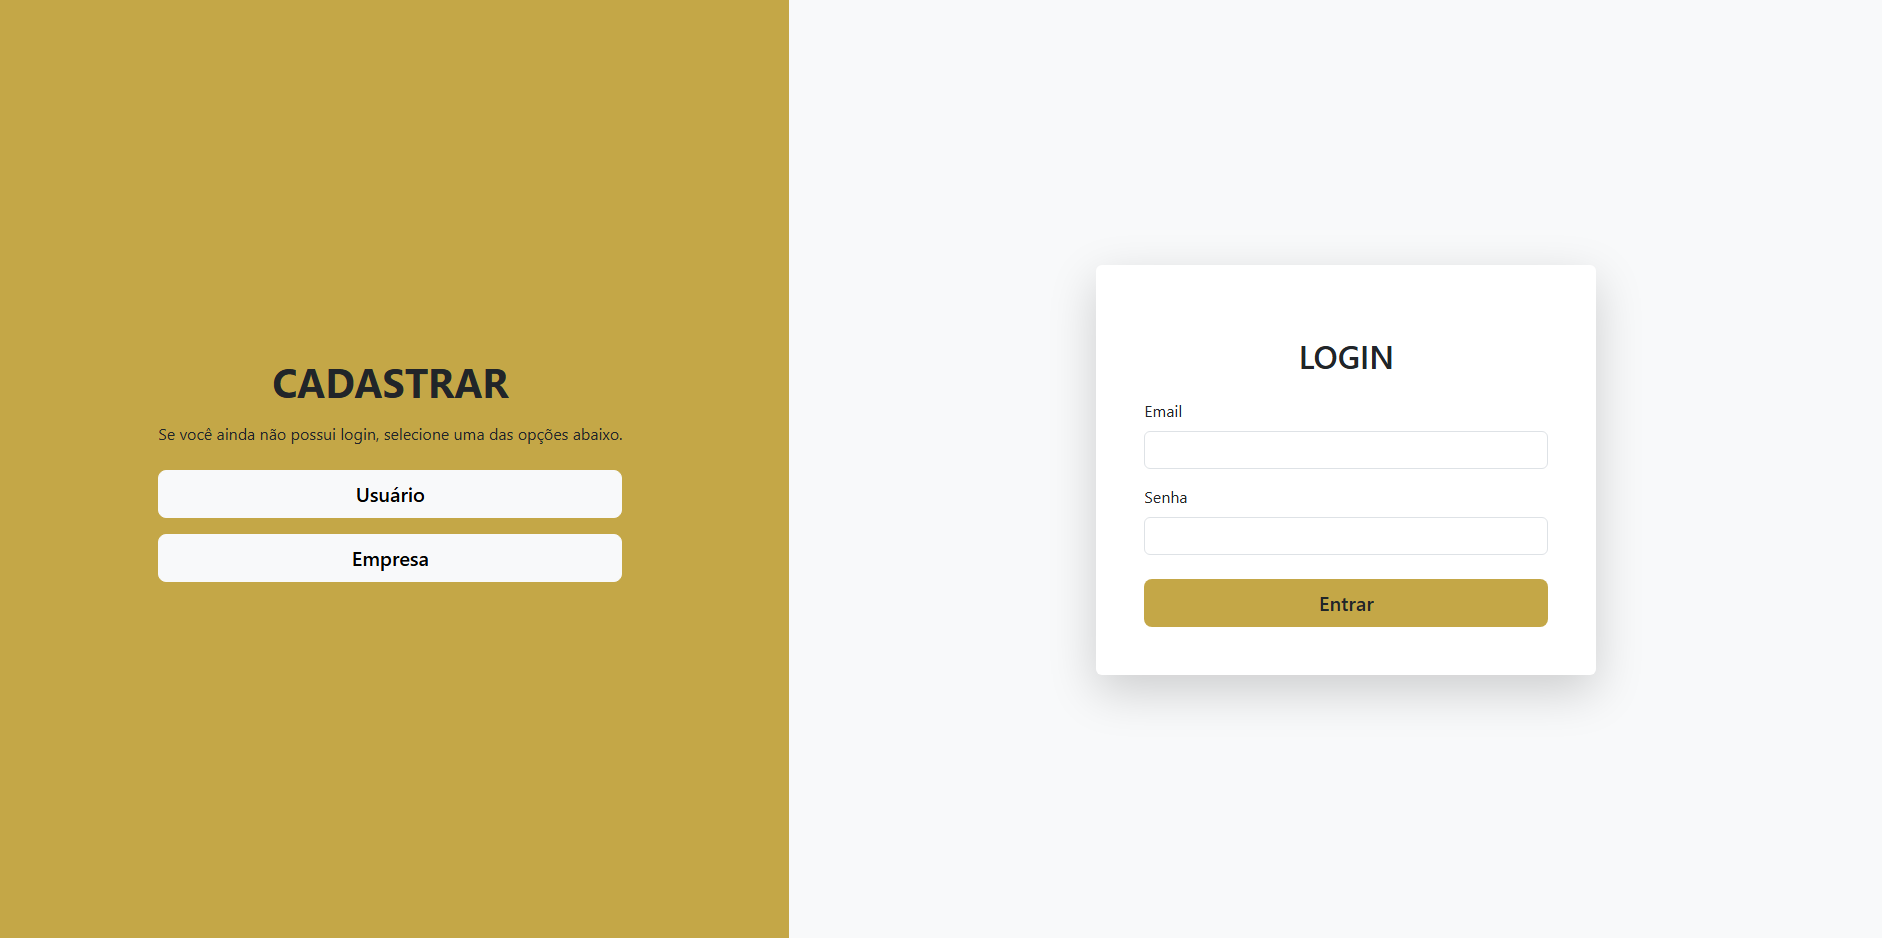 CADASTRAR
Se você ainda não possui login, selecione uma das opções abaixo.
Usuário
Empresa
LOGIN
Email
Senha
Entrar